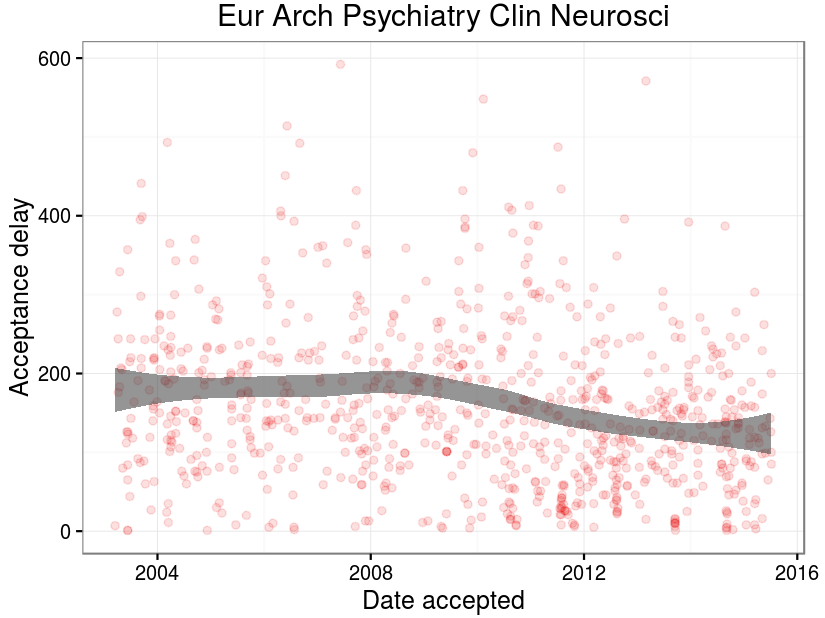 Eur Arch Psychiatry Clin Neurosci
Acceptance delay
600
400
200
0
2004 2008 2012 2016
Date accepted